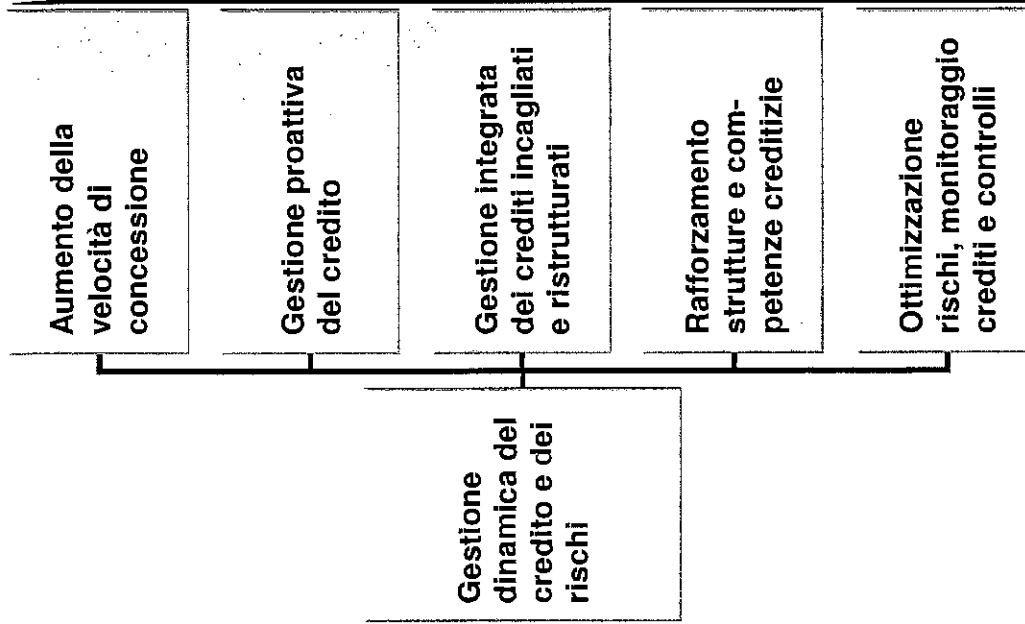 Gestione
dinamica del
credito e dei
rischi
Aumento della
velocità di
concessione
Gestione proattiva
del credito
Gestione integrata
dei crediti incagliati
e ristrutturati
Rafforzamento
strutture e com-
petenze creditizie
Ottimizzazione
rischi, monitoraggio
crediti e controlli